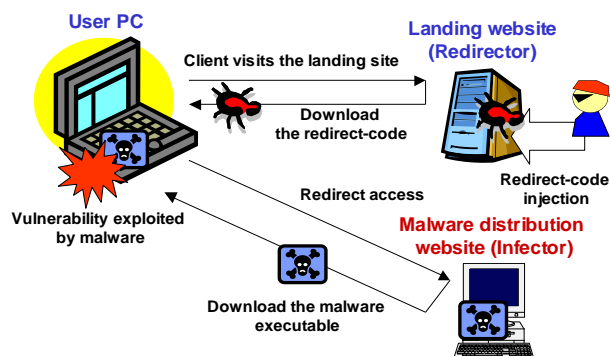 User PC
Landing website
(Redirector)
Client visits the landing site
Download
the redirect-code
Redirect-code
injection
Redirect access
Vulnerability exploited
by malware
Malware distribution
website (Infector)
Download the malware
executable